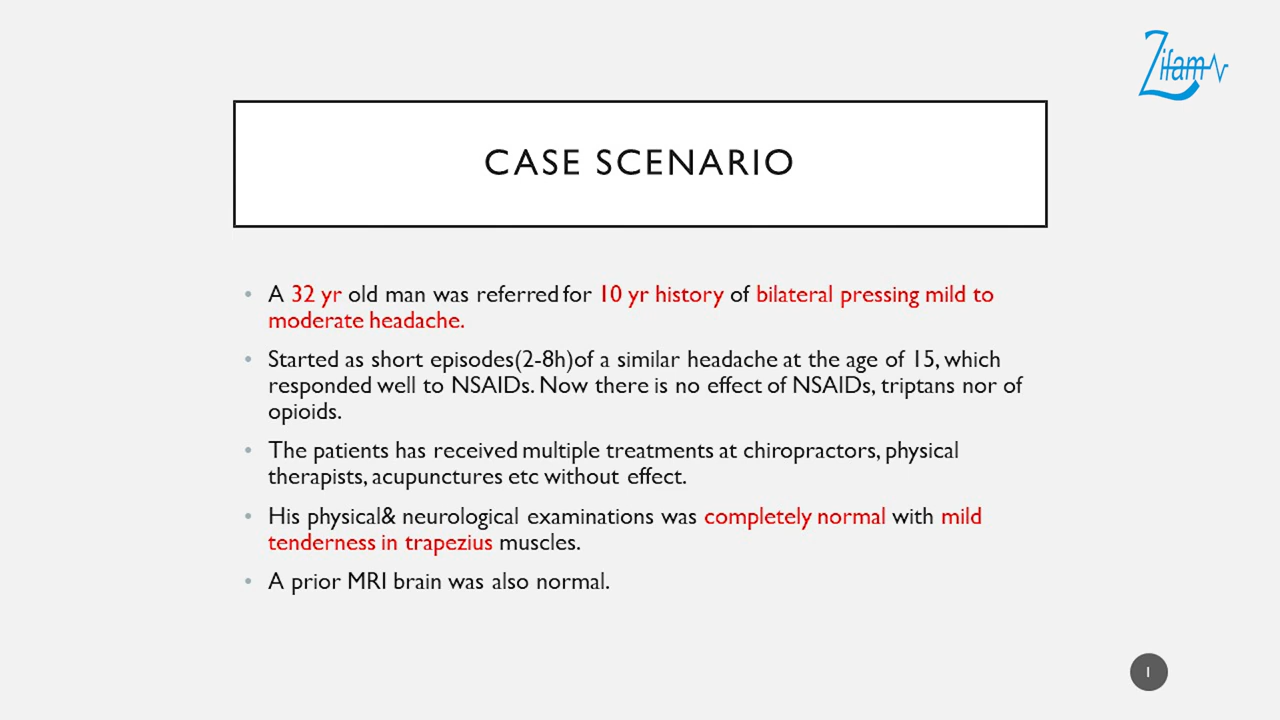 Zifam
CASE SCENARIO
• A 32 yr old man was referred for 10 yr history of bilateral pressing mild to
moderate headache.
• Started as short episodes(2-8h)of a similar headache at the age of 15, which
responded well to NSAIDs. Now there is no effect of NSAIDs, triptans nor of
opioids.
• The patients has received multiple treatments at chiropractors, physical
therapists, acupunctures etc without effect.
• His physical& neurological examinations was completely normal with mild
tenderness in trapezius muscles.
• A prior MRI brain was also normal.
1